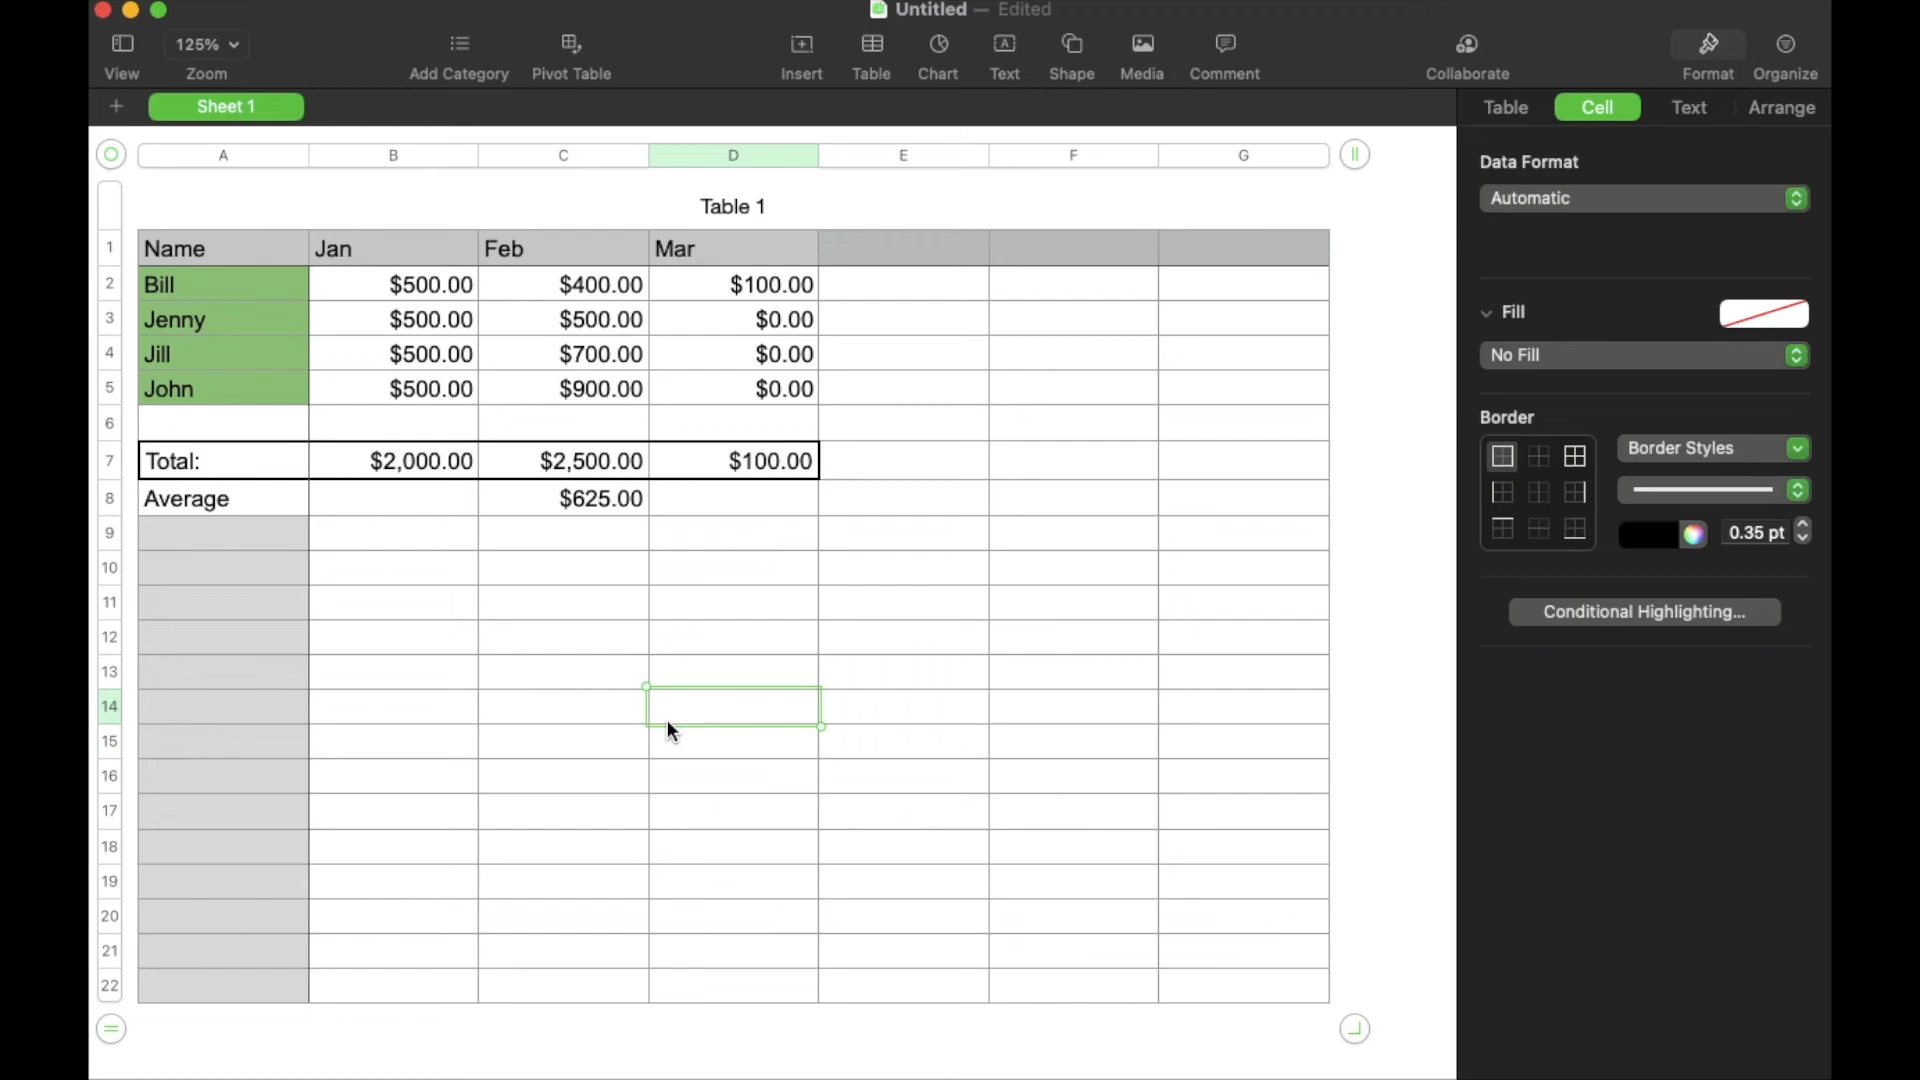 Untitled — Edited
View 125% Zoom Add Category Pivot Table Insert Table Chart Text Shape Media Comment Collaborate Format Organize
+ Sheet 1 Table Cell Text Arrange
A B C D E F G
Table 1
1 Name Jan Feb Mar
2 Bill $500.00 $400.00 $100.00
3 Jenny $500.00 $500.00 $0.00
4 Jill $500.00 $700.00 $0.00
5 John $500.00 $900.00 $0.00
6
7 Total: $2,000.00 $2,500.00 $100.00
8 Average $625.00
9
10
11
12
13
14
15
16
17
18
19
20
21
22
Data Format
Automatic
Fill
No Fill
Border
Border Styles
0.35 pt
Conditional Highlighting...